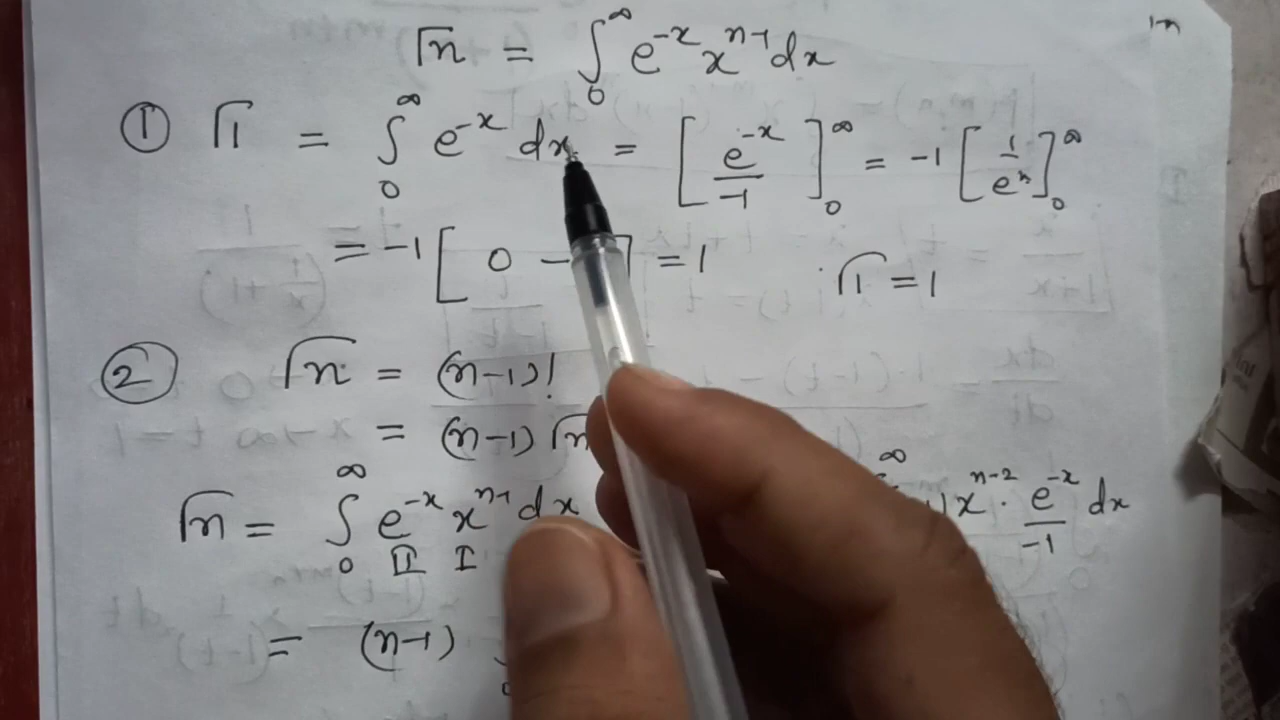 Γn = ∫₀^∞ e^{-x} x^{n-1} dx
① Γ1 = ∫₀^∞ e^{-x} dx = [e^{-x}/-1]₀^∞ = -1 [1/e^x]₀^∞
= -1 [0 - ] = 1 Γ1 = 1
② Γn = (n-1)!
= (n-1) Γn
Γn = ∫₀^∞ e^{-x} x^{n-1} dx ∞ ) x^{n-2} · e^{-x}/-1 dx
II I
= (n-1)